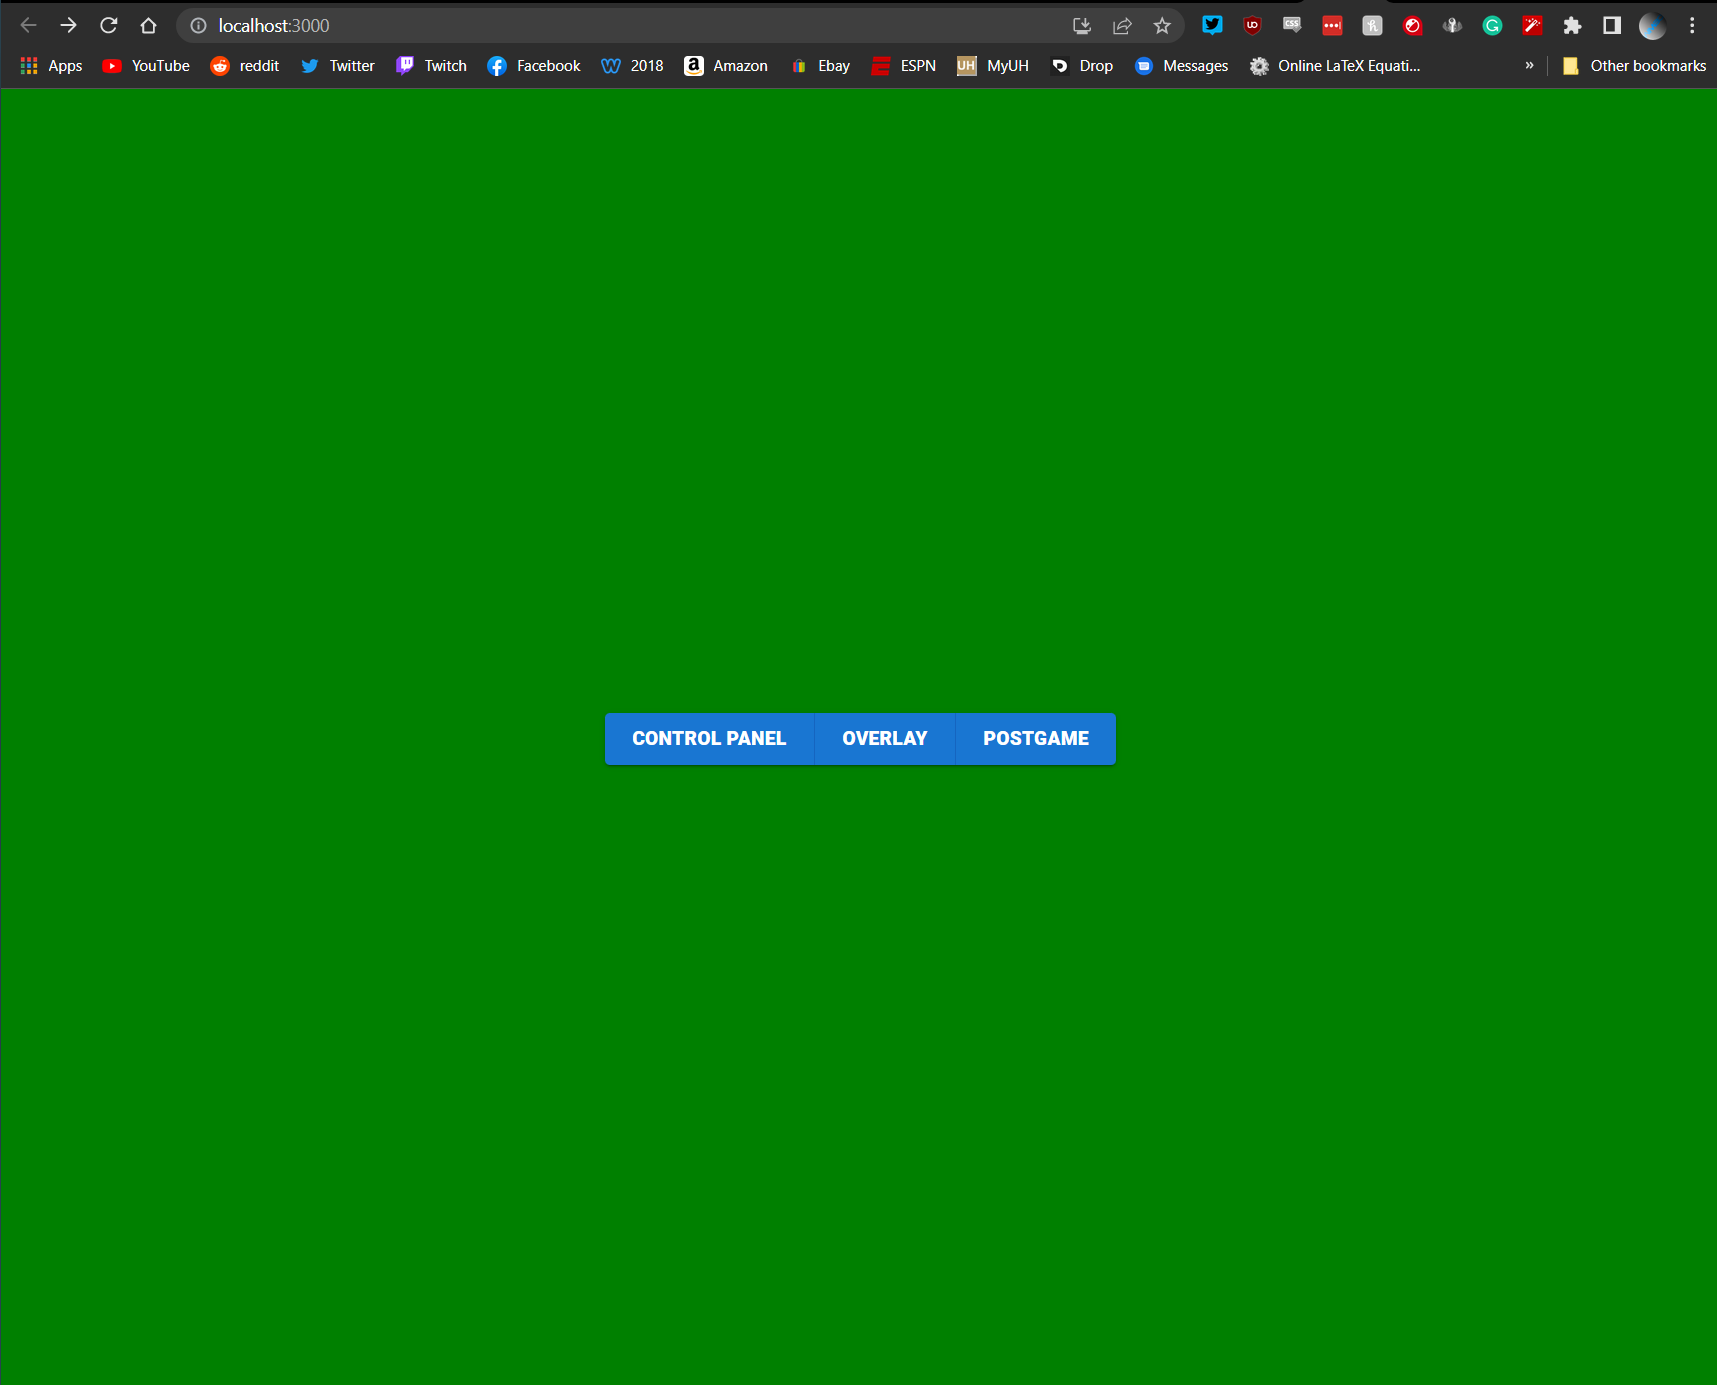 localhost:3000
Apps YouTube reddit Twitter Twitch Facebook 2018 Amazon Ebay ESPN UH MyUH Drop Messages Online LaTeX Equati... » Other bookmarks
CONTROL PANEL OVERLAY POSTGAME